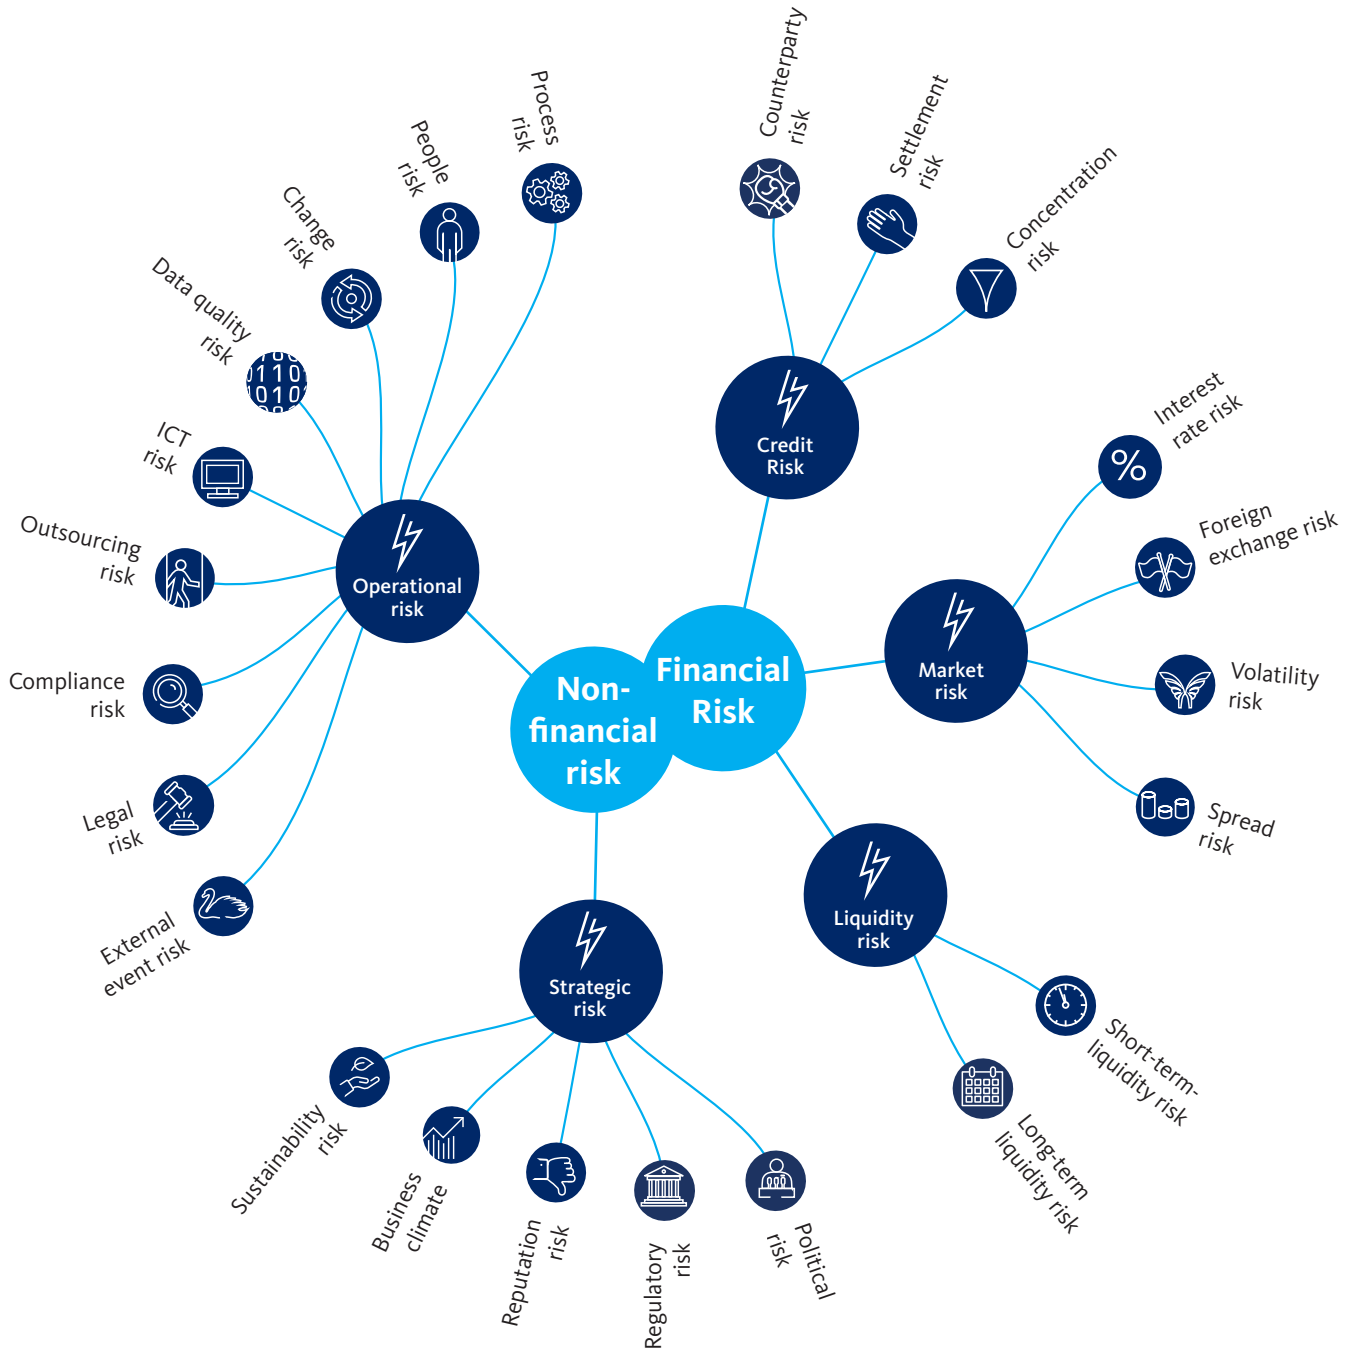 Non-
financial
risk
Financial
Risk
Operational
risk
Process
risk
People
risk
Change
risk
Data quality
risk
ICT
risk
Outsourcing
risk
Compliance
risk
Legal
risk
External
event risk
Strategic
risk
Sustainability
risk
Business
climate
Reputation
risk
Regulatory
risk
Political
risk
Credit
Risk
Counterparty
risk
Settlement
risk
Concentration
risk
Market
risk
Interest
rate risk
%
Foreign
exchange risk
Volatility
risk
Spread
risk
Liquidity
risk
Short-term-
liquidity risk
Long-term
liquidity risk
110
010